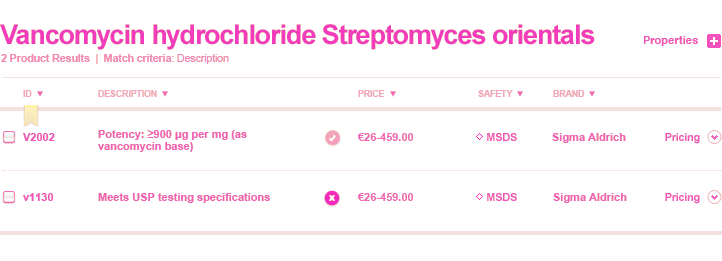 Vancomycin hydrochloride Streptomyces orientals
Properties
2 Product Results | Match criteria: Description
ID DESCRIPTION PRICE SAFETY BRAND
V2002 Potency: ≥900 μg per mg (as
vancomycin base) €26-459.00 MSDS Sigma Aldrich Pricing
v1130 Meets USP testing specifications €26-459.00 MSDS Sigma Aldrich Pricing